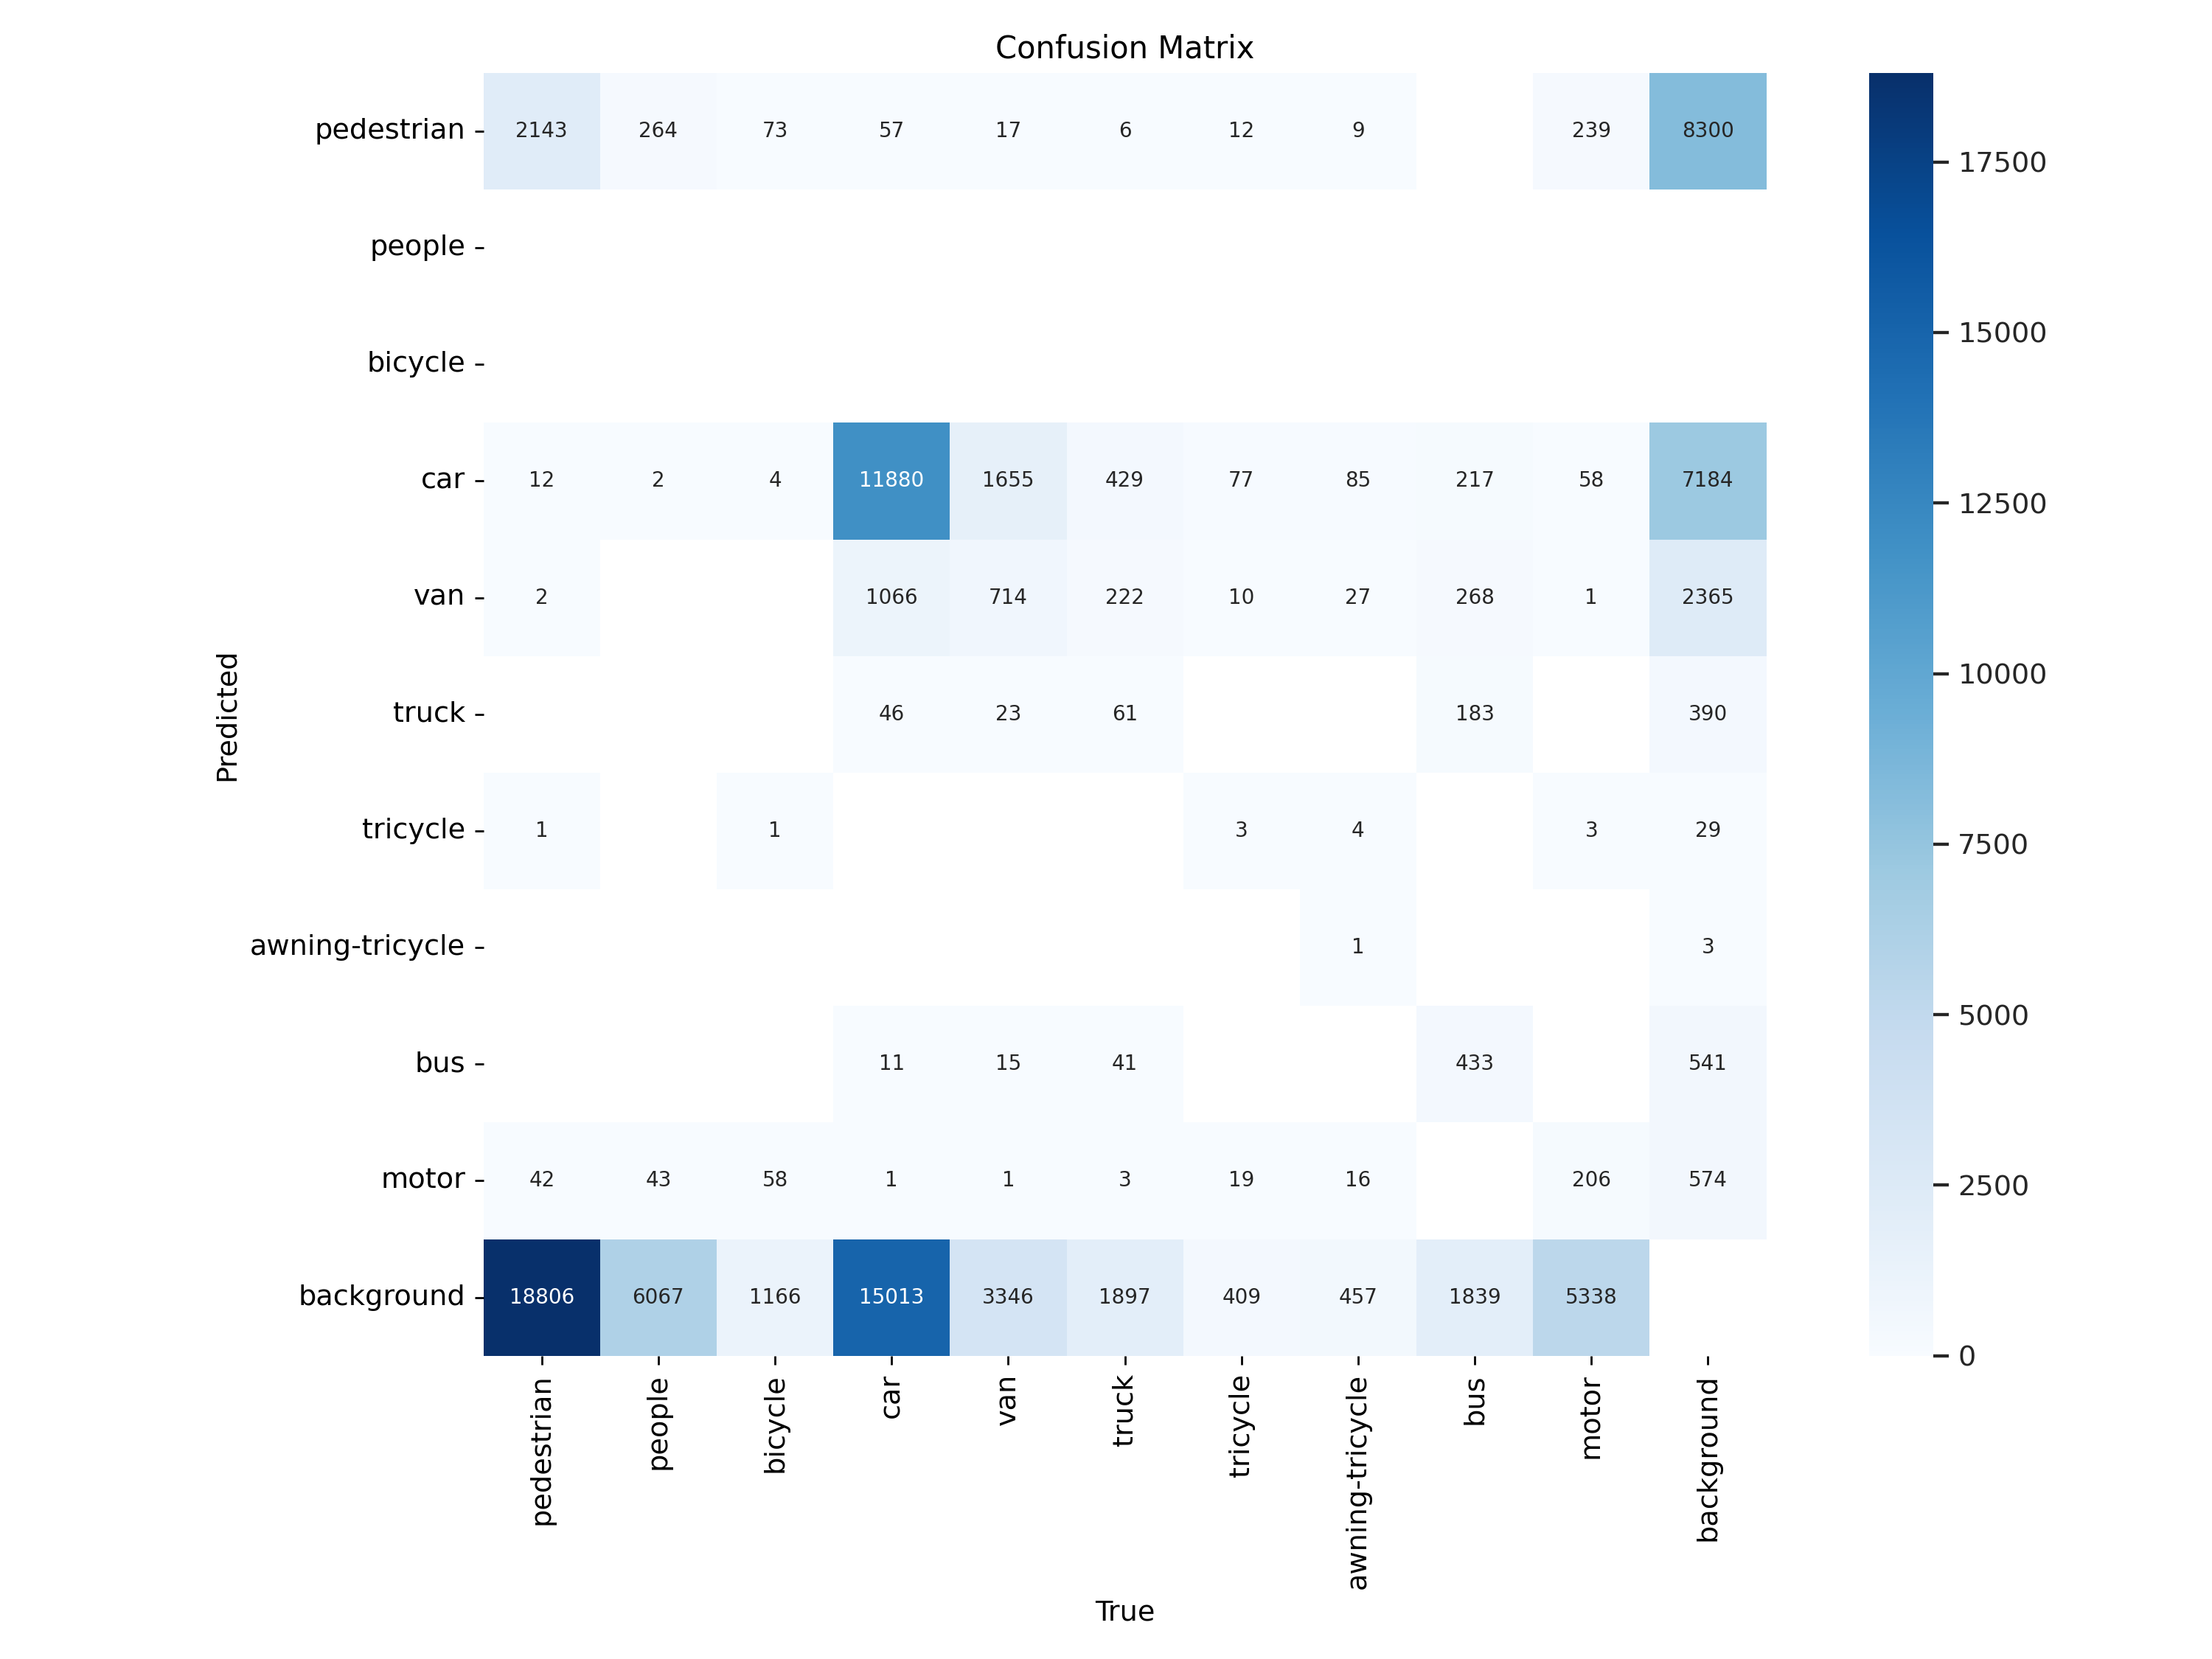 Confusion Matrix
pedestrian 2143 264 73 57 17 6 12 9 239 8300
people
bicycle
car 12 2 4 11880 1655 429 77 85 217 58 7184
van 2 1066 714 222 10 27 268 1 2365
truck 46 23 61 183 390
tricycle 1 1 3 4 3 29
awning-tricycle 1 3
bus 11 15 41 433 541
motor 42 43 58 1 1 3 19 16 206 574
background 18806 6067 1166 15013 3346 1897 409 457 1839 5338
Predicted
pedestrian people bicycle car van truck tricycle awning-tricycle bus motor background
True
17500
15000
12500
10000
7500
5000
2500
0